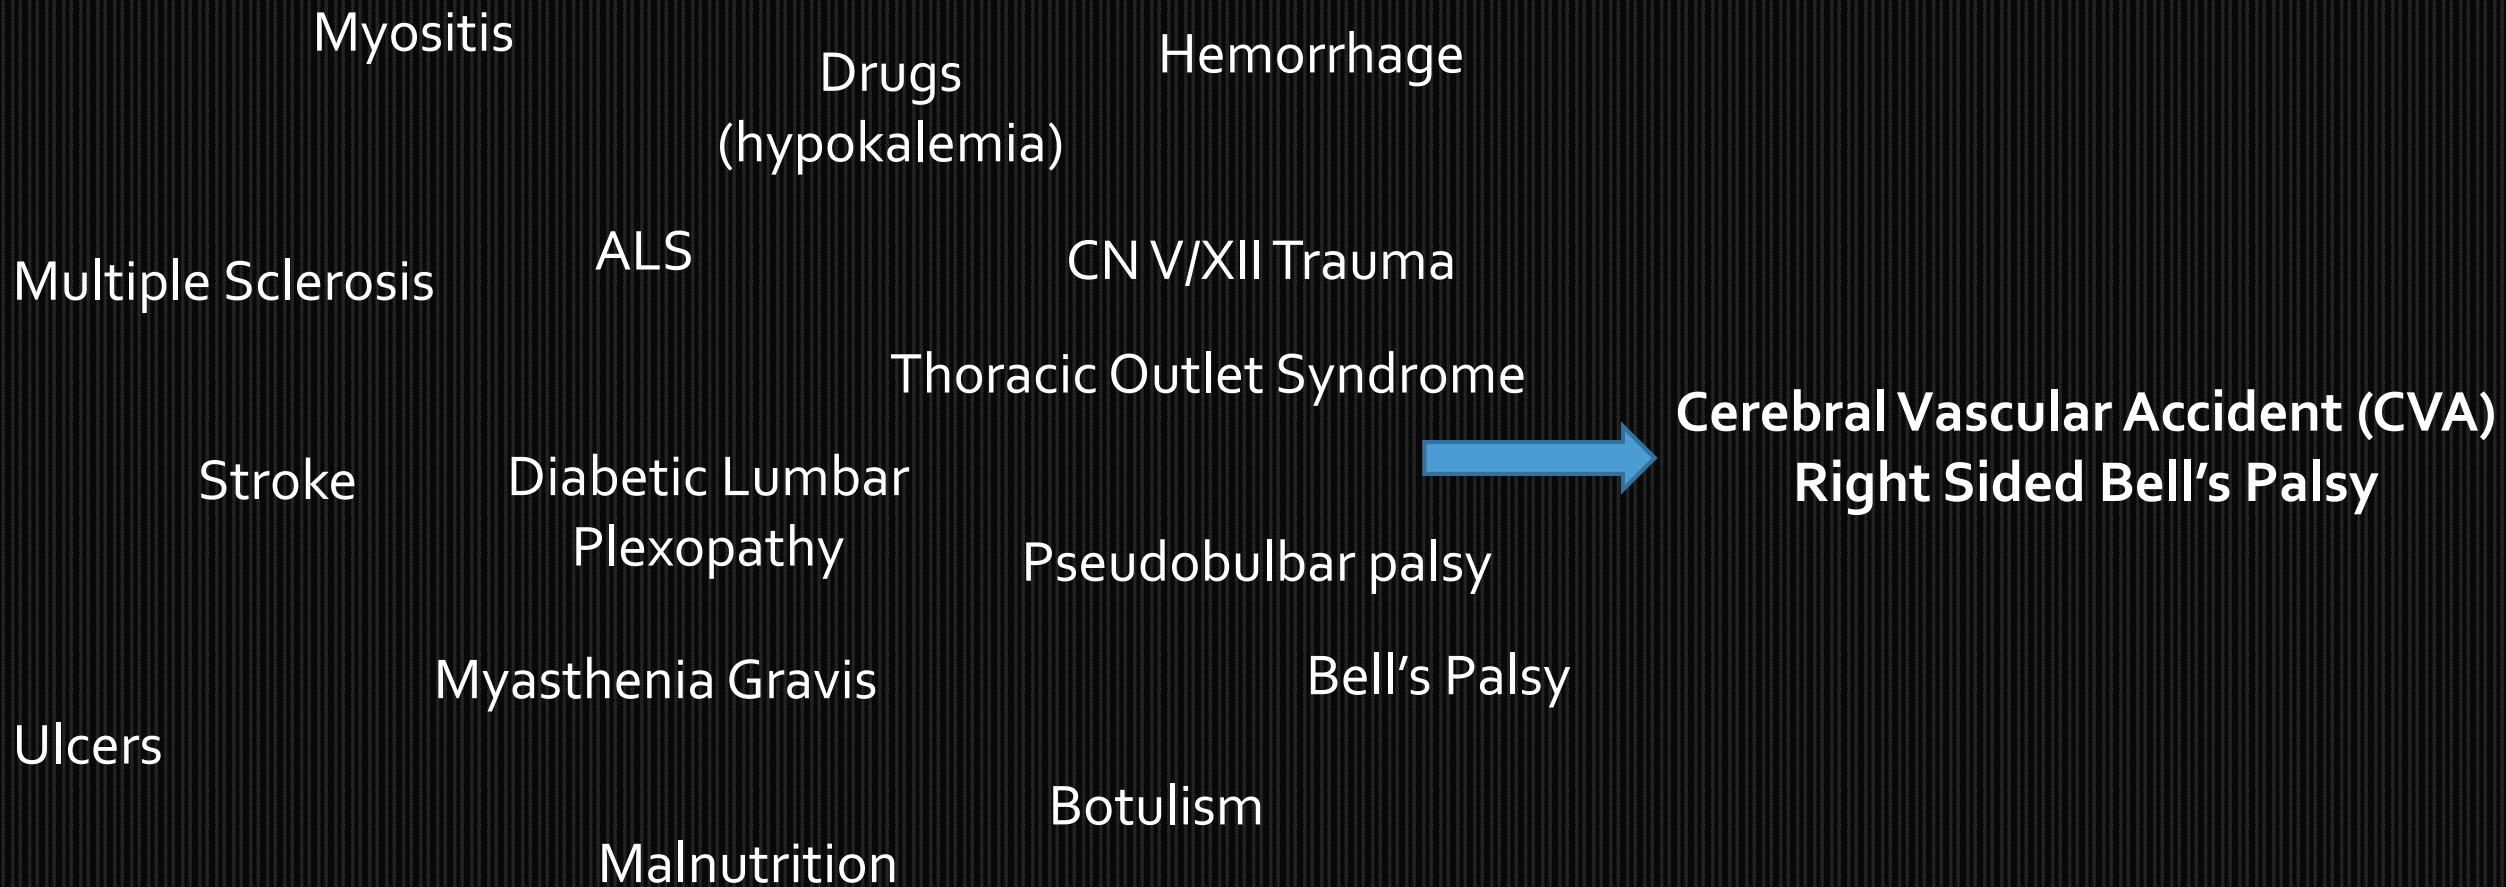 Myositis
Hemorrhage
Drugs
(hypokalemia)
ALS
CN V/XII Trauma
Multiple Sclerosis
Thoracic Outlet Syndrome
Stroke
Diabetic Lumbar
Plexopathy
Pseudobulbar palsy
Myasthenia Gravis
Bell’s Palsy
Ulcers
Botulism
Malnutrition
Cerebral Vascular Accident (CVA)
Right Sided Bell’s Palsy